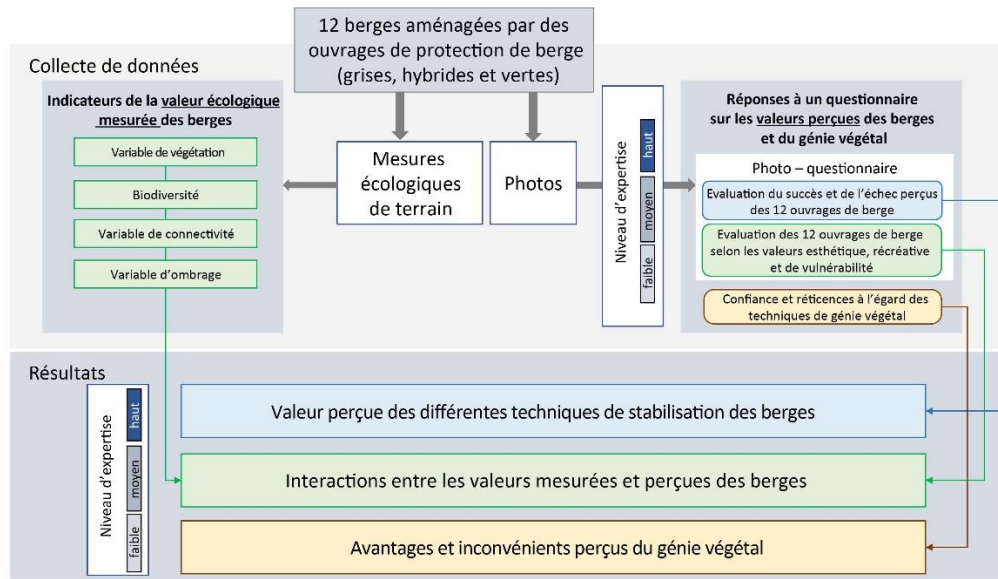 12 berges aménagées par des
ouvrages de protection de berge
(grises, hybrides et vertes)
Collecte de données
Indicateurs de la valeur écologique
mesurée des berges
Variable de végétation
Biodiversité
Variable de connectivité
Variable d'ombrage
Mesures
écologiques
de terrain
Photos
Niveau d'expertise
haut
moyen
faible
Réponses à un questionnaire
sur les valeurs perçues des berges
et du génie végétal
Photo – questionnaire
Evaluation du succès et de l'échec perçus
des 12 ouvrages de berge
Evaluation des 12 ouvrages de berge
selon les valeurs esthétique, récréative
et de vulnérabilité
Confiance et réticences à l'égard des
techniques de génie végétal
Résultats
Niveau d'expertise
haut
moyen
faible
Valeur perçue des différentes techniques de stabilisation des berges
Interactions entre les valeurs mesurées et perçues des berges
Avantages et inconvénients perçus du génie végétal